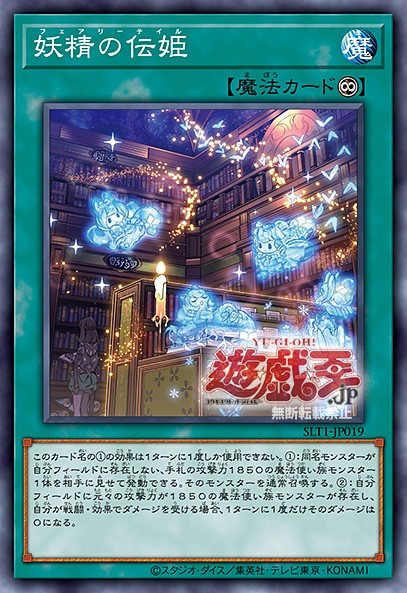 フェアリーテイル
妖精の伝姫
魔
【魔法カード】
YU-GI-OH!
遊戯王.jp
無断転載禁止
SLT1-JP019
このカード名の①の効果は1ターンに1度しか使用できない。①：同名モンスターが
自分フィールドに存在しない、手札の攻撃力1850の魔法使い族モンスター
1体を相手に見せて発動できる。そのモンスターを通常召喚する。②：自分
フィールドに元々の攻撃力が1850の魔法使い族モンスターが存在し、
自分が戦闘・効果でダメージを受ける場合、1ターンに1度だけそのダメージは
0になる。
©スタジオ・ダイス／集英社・テレビ東京・KONAMI